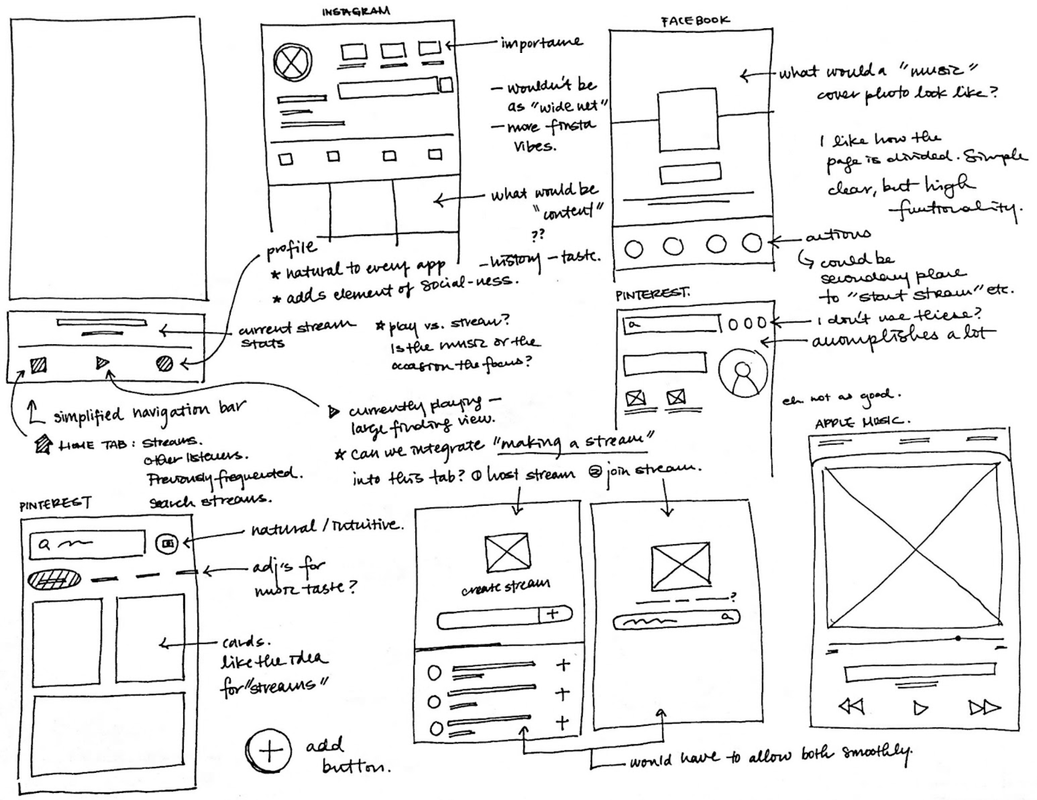 INSTAGRAM
importance
— wouldn't be
as "wide net"
— more finsta
vibes.
what would be
"content"
??
— history — taste.
FACEBOOK
what would a "music"
cover photo look like?
I like how the
page is divided. Simple
clear, but high
functionality.
actions
could be
secondary place
to "start stream" etc.
profile
* natural to every app
* adds element of social-ness.
current stream
stats
* play vs. stream?
Is the music or the
occasion the focus?
simplified navigation bar
HOME TAB: Streams.
other listeners.
Previously frequented.
Search streams.
currently playing —
large finding view.
* can we integrate "making a stream"
into this tab? ① host stream ② join stream.
PINTEREST.
a
I don't use these?
accomplishes a lot
eh not as good.
APPLE MUSIC.
PINTEREST
a
natural / intuitive.
adj's for
music taste?
cards.
like the idea
for "streams"
add
button.
create stream
+
+
+
+
?
a
would have to allow both smoothly.